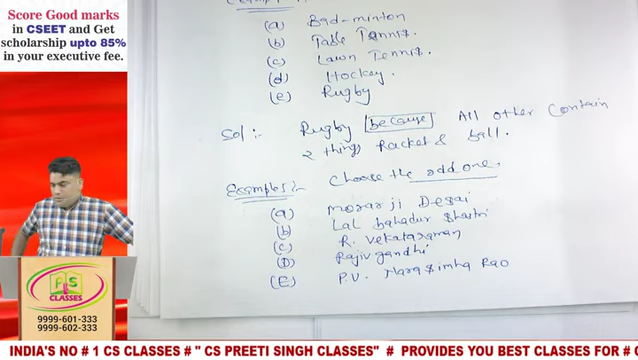 Score Good marks
in CSEET and Get
scholarship upto 85%
in your executive fee.
(a) Bad-minton
(b) Table Tennis.
(c) Lawn Tennis.
(d) Hockey.
(e) Rugby
Sol :- Rugby because All other contain
2 things Racket & ball.
Examples :- Choose the odd one.
(a) Morarji Desai
(b) Lal bahadur Shastri
(c) R. Vekataraman
(D) Rajiv gandhi
(E) P.V. Narasimha Rao
CLASSES
9999-601-333
9999-602-333
INDIA'S NO # 1 CS CLASSES # " CS PREETI SINGH CLASSES" # PROVIDES YOU BEST CLASSES FOR #